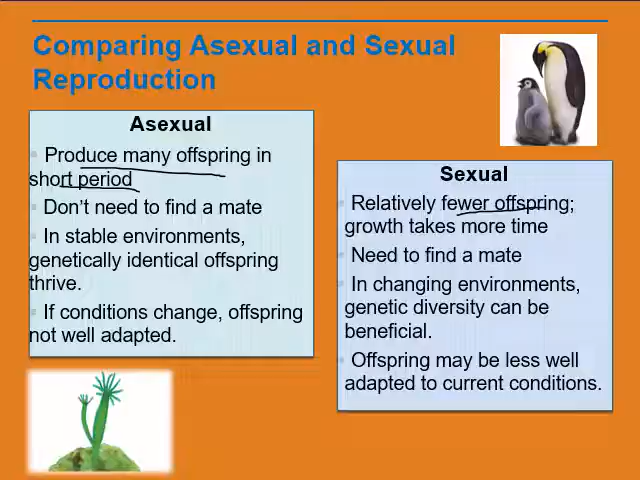 Comparing Asexual and Sexual
Reproduction
Asexual
Produce many offspring in
short period
Don't need to find a mate
In stable environments,
genetically identical offspring
thrive.
If conditions change, offspring
not well adapted.
Sexual
Relatively fewer offspring;
growth takes more time
Need to find a mate
In changing environments,
genetic diversity can be
beneficial.
Offspring may be less well
adapted to current conditions.